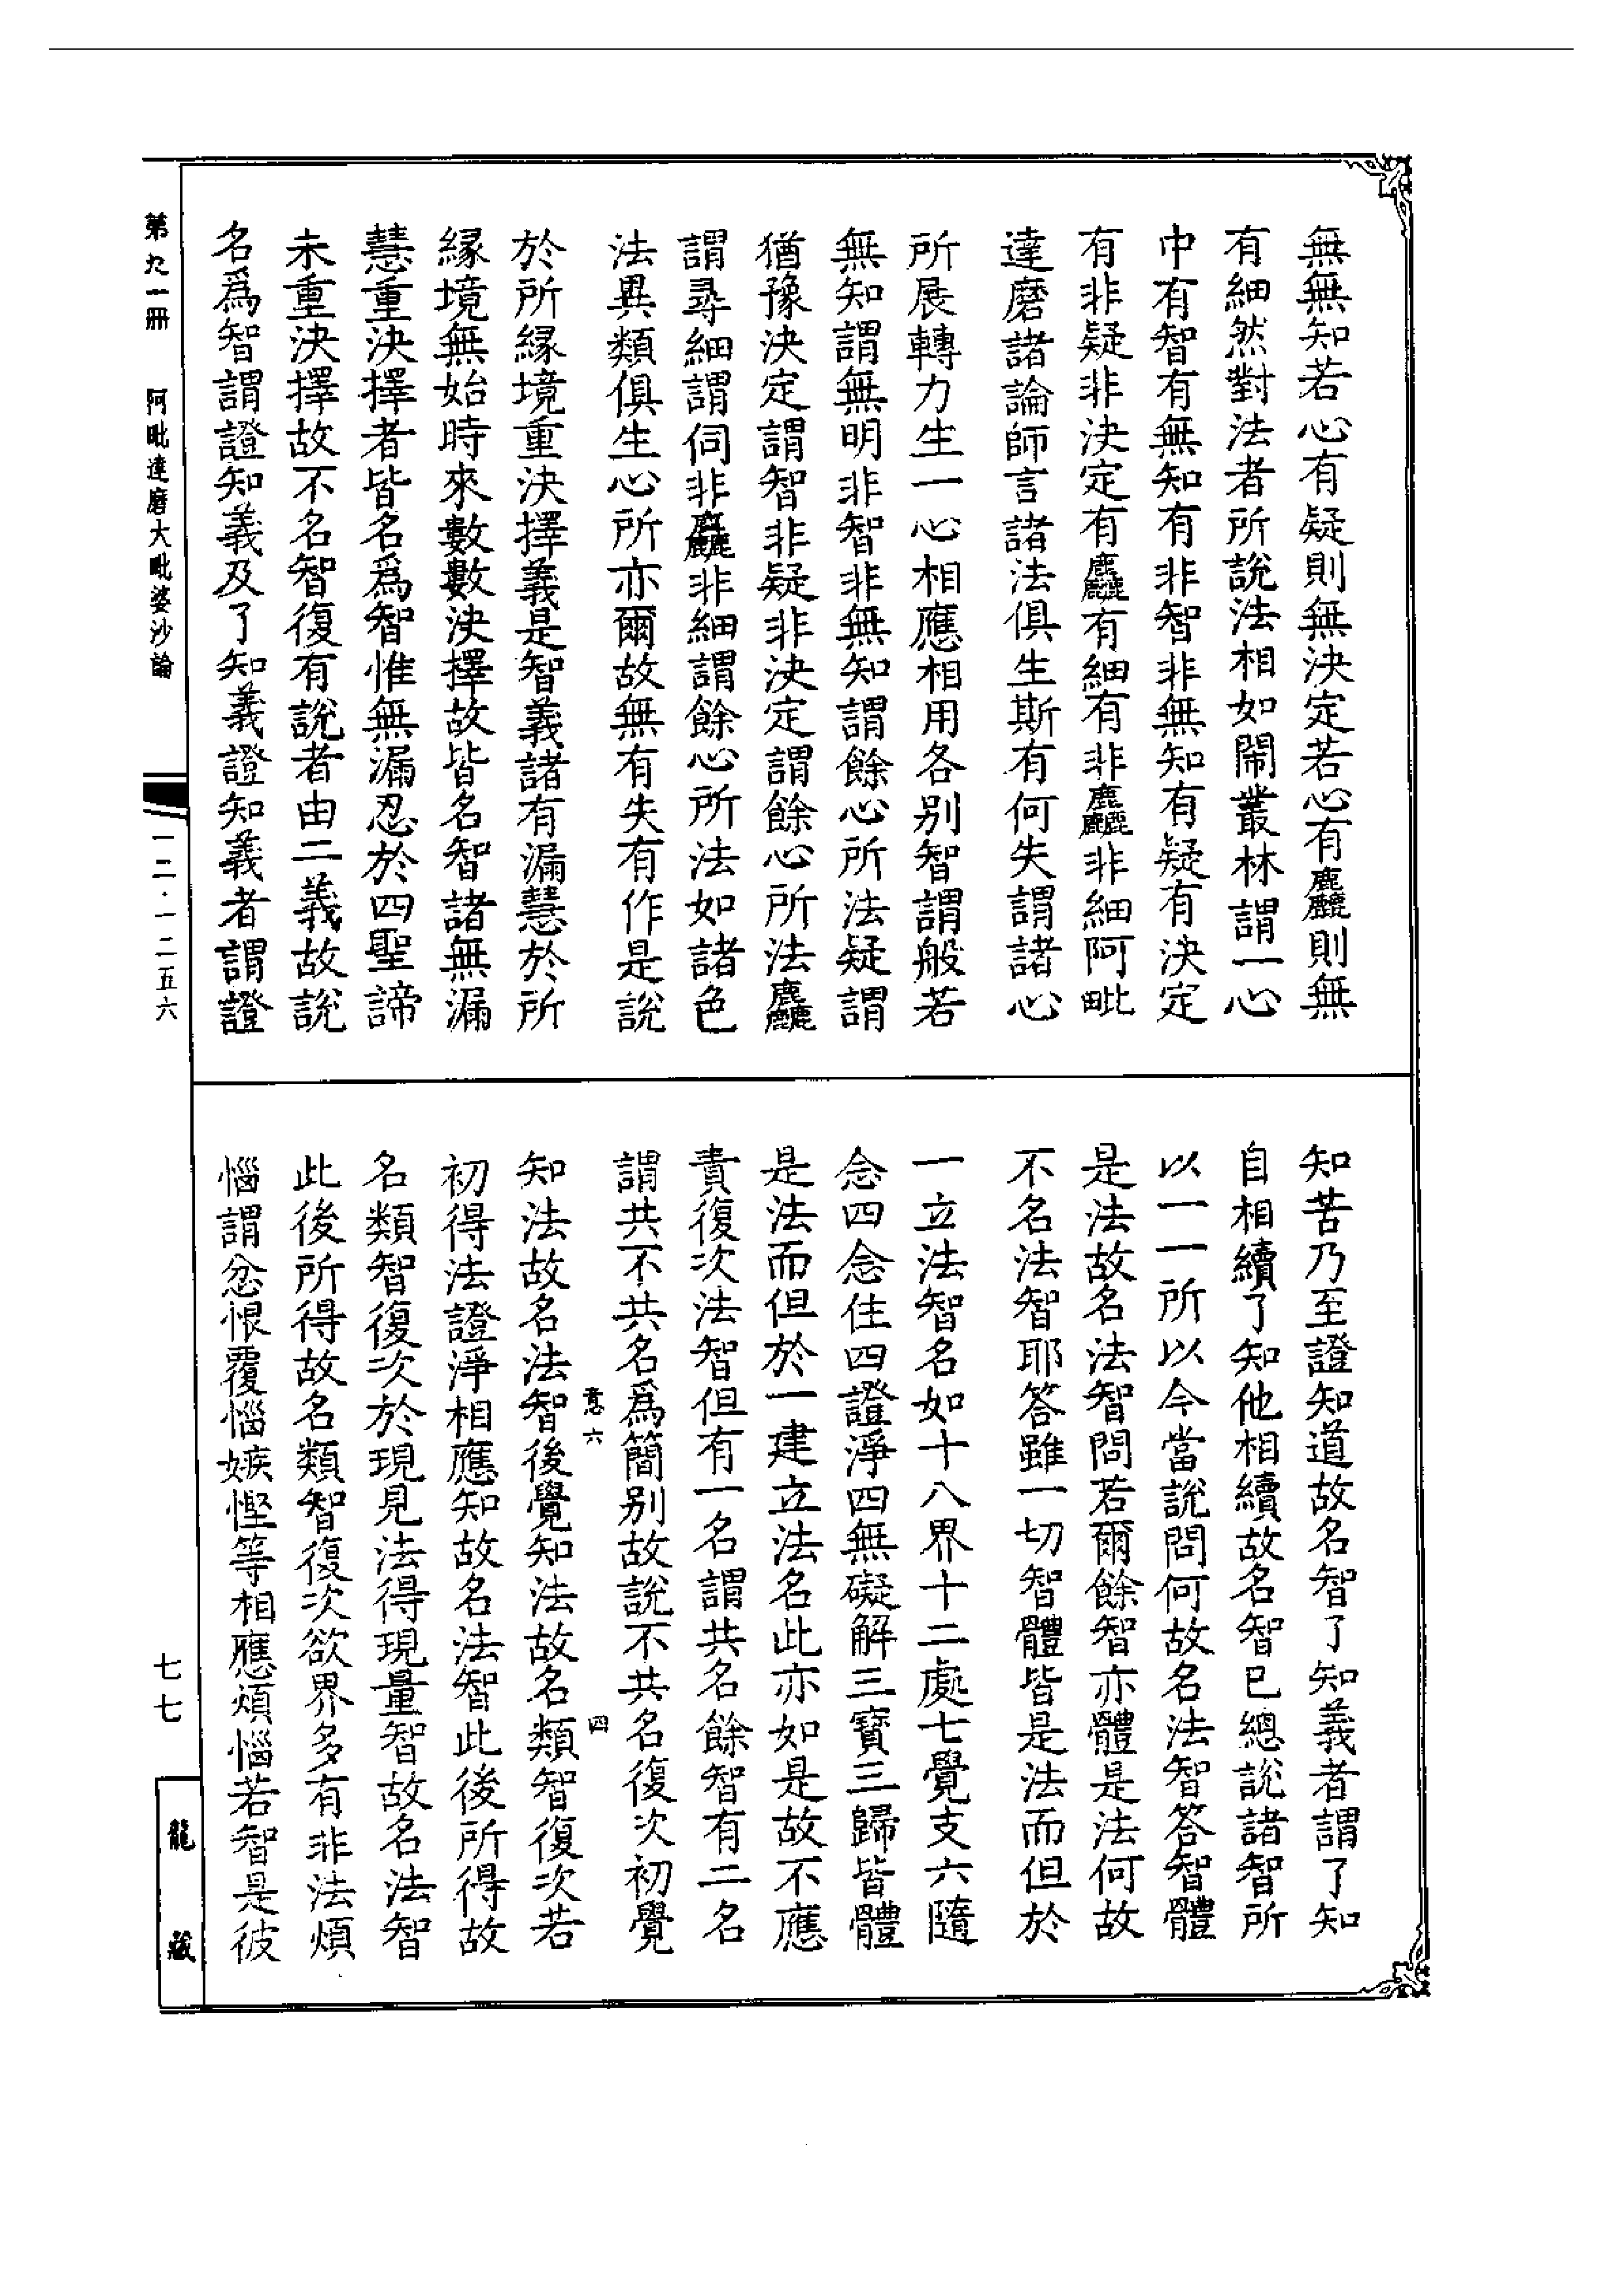 無無知若心有疑則無決定若心有麤則無
有細然對法者所說法相如鬧叢林謂一心
中有智有無知有非智非無知有疑有決定
有非疑非決定有麤有細有非麤非細阿毗
達磨諸論師言諸法俱生斯有何失謂諸心
所展轉力生一心相應相用各別智謂般若
無知謂無明非智非無知謂餘心所法疑謂
猶豫決定謂智非疑非決定謂餘心所法麤
謂尋細謂伺非麤非細謂餘心所法如諸色
法異類俱生心所亦爾故無有失有作是說
於所緣境重決擇義是智義諸有漏慧於所
緣境無始時來數數決擇故皆名智諸無漏
慧重決擇者皆名爲智惟無漏忍於四聖諦
未重決擇故不名智復有說者由二義故說
名爲智謂證知義及了知義證知義者謂證
知苦乃至證知道故名智了知義者謂了知
自相續了知他相續故名智已總說諸智所
以一一所以今當說問何故名法智答智體
是法故名法智問若爾餘智亦體是法何故
不名法智耶答雖一切智體皆是法而但於
一立法智名如十八界十二處七覺支六隨
念四念住四證淨四無礙解三寶三歸皆體
是法而但於一建立法名此亦如是故不應
責復次法智但有一名謂共名餘智有二名
謂共不共名爲簡別故說不共名復次初覺
意六
四
知法故名法智後覺知法故名類智復次若
初得法證淨相應知故名法智此後所得故
名類智復次於現見法得現量智故名法智
此後所得故名類智復次欲界多有非法煩
惱謂忿恨覆惱嫉慳等相應煩惱若智是彼
第九一冊
阿毗達磨大毗婆沙論
一二·一二五六
七七
龍藏